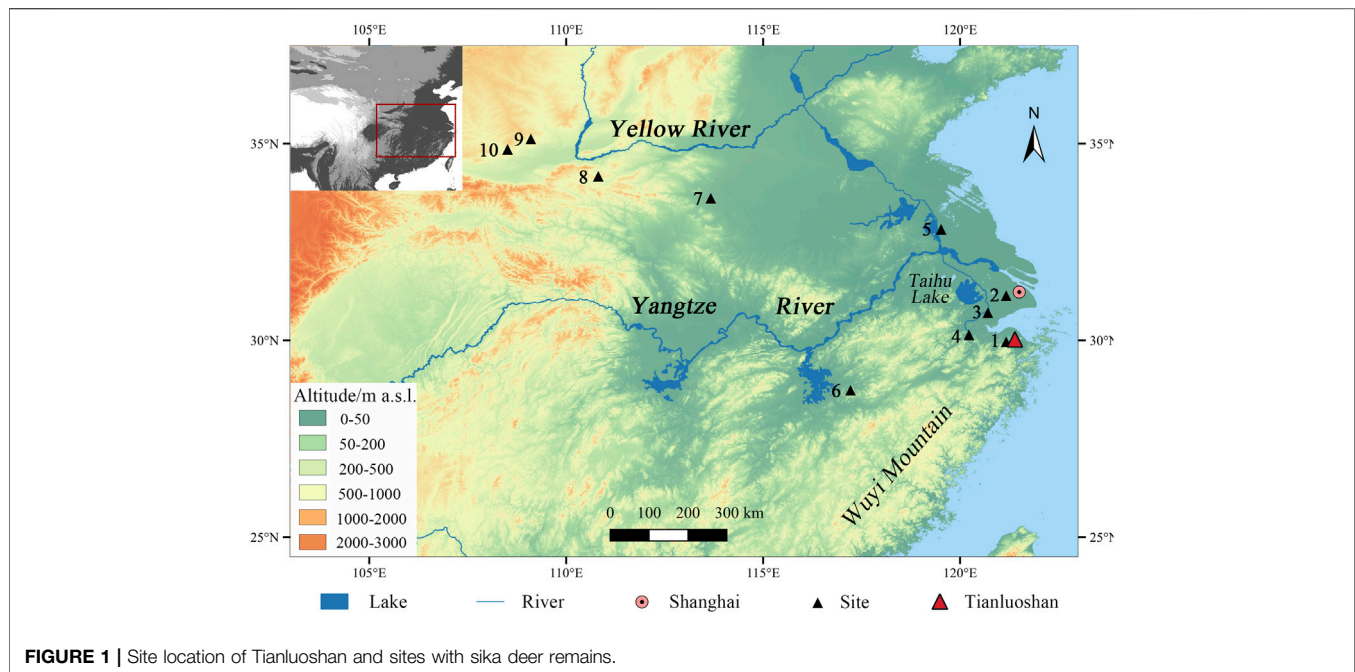 105°E 110°E 115°E 120°E
N
35°N 35°N
Yellow River
9
10
8
7
5
Taihu
Lake
2
3
Yangtze River
30°N 4 1 30°N
6
Wuyi Mountain
Altitude/m a.s.l.
0-50
50-200
200-500
500-1000
1000-2000
2000-3000
0 100 200 300 km
25°N 25°N
105°E 110°E 115°E 120°E
Lake River Shanghai Site Tianluoshan
FIGURE 1 | Site location of Tianluoshan and sites with sika deer remains.